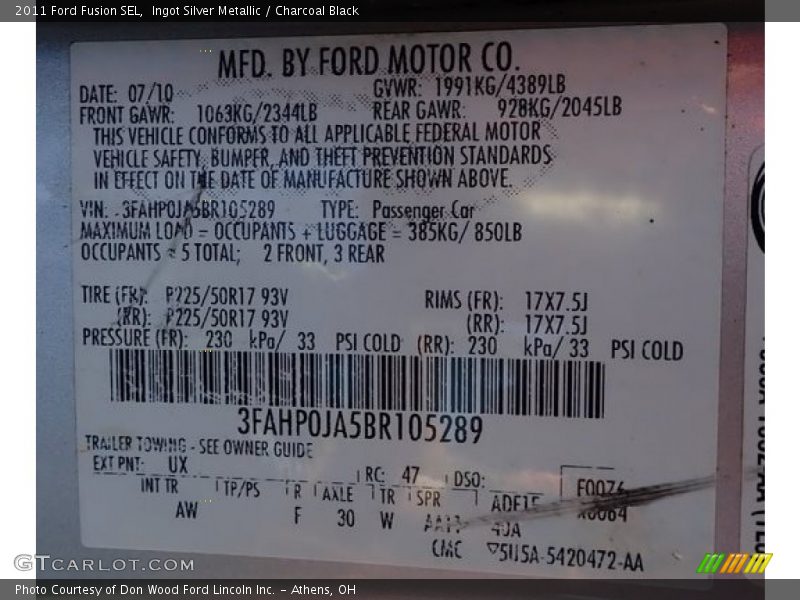 2011 Ford Fusion SEL,  Ingot Silver Metallic / Charcoal Black
MFD. BY FORD MOTOR CO.
DATE: 07/10 GVWR: 1991KG/4389LB
FRONT GAWR: 1063KG/2344LB REAR GAWR: 928KG/2045LB
THIS VEHICLE CONFORMS TO ALL APPLICABLE FEDERAL MOTOR
VEHICLE SAFETY, BUMPER, AND THEFT PREVENTION STANDARDS
IN EFFECT ON THE DATE OF MANUFACTURE SHOWN ABOVE.
VIN: 3FAHP0JA5BR105289 TYPE: Passenger Car
MAXIMUM LOAD = OCCUPANTS + LUGGAGE = 385KG/ 850LB
OCCUPANTS = 5 TOTAL; 2 FRONT, 3 REAR
TIRE (FR): P225/50R17 93V RIMS (FR): 17X7.5J
(RR): P225/50R17 93V (RR): 17X7.5J
PRESSURE (FR): 230 kPa/ 33 PSI COLD (RR): 230 kPa/ 33 PSI COLD
3FAHP0JA5BR105289
TRAILER TOWING - SEE OWNER GUIDE
EXT PNT: UX RC: 47 DSO:
INT TR TP/PS R AXLE TR SPR
AW F 30 W
CMC
GTCARLOT.COM
Photo Courtesy of Don Wood Ford Lincoln Inc. - Athens, OH